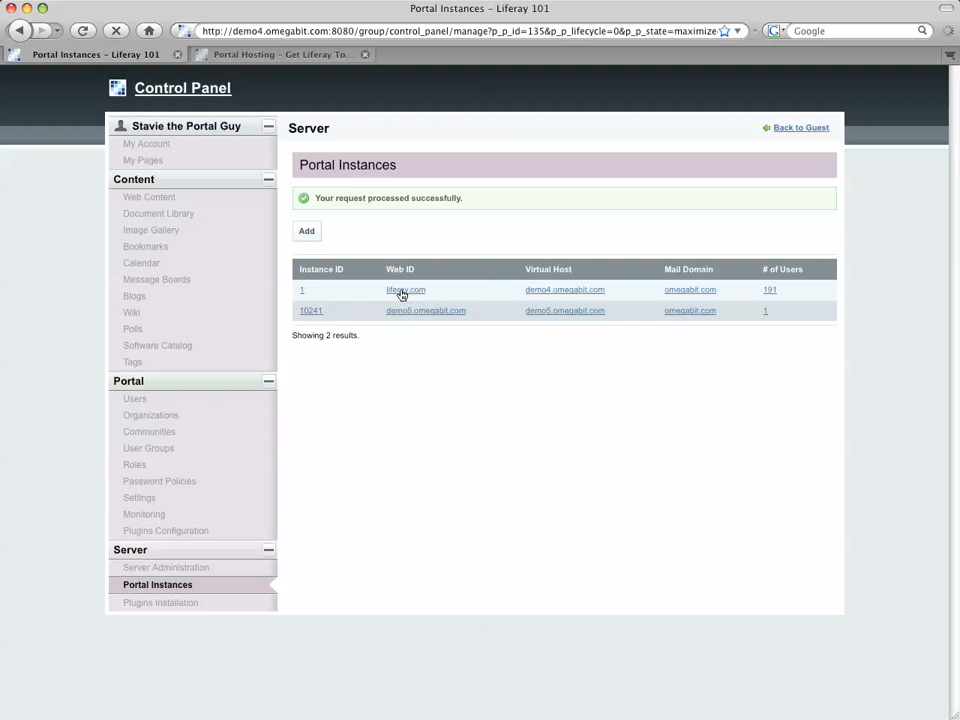 Portal Instances – Liferay 101
http://demo4.omegabit.com:8080/group/control_panel/manage?p_p_id=135&p_p_lifecycle=0&p_p_state=maximize
Google
Portal Instances – Liferay 101
Portal Hosting – Get Liferay To...
Control Panel
Stavie the Portal Guy
My Account
My Pages
Content
Web Content
Document Library
Image Gallery
Bookmarks
Calendar
Message Boards
Blogs
Wiki
Polls
Software Catalog
Tags
Portal
Users
Organizations
Communities
User Groups
Roles
Password Policies
Settings
Monitoring
Plugins Configuration
Server
Server Administration
Portal Instances
Plugins Installation
Server
Back to Guest
Portal Instances
Your request processed successfully.
Add
Instance ID Web ID Virtual Host Mail Domain # of Users
1 liferay.com demo4.omegabit.com omegabit.com 191
10241 demo5.omegabit.com demo5.omegabit.com omegabit.com 1
Showing 2 results.